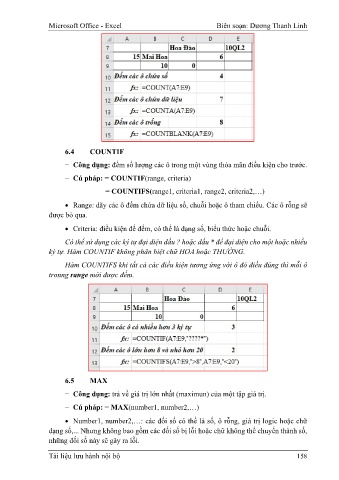 Microsoft Office - Excel Biên soạn: Dương Thanh Linh
A B C D E
7 Hoa Đào 10QL2
8 15 Mai Hoa 6
9 10 0
10 Đếm các ô chứa số 4
11 fx: =COUNT(A7:E9)
12 Đếm các ô chứa dữ liệu 7
13 fx: =COUNTA(A7:E9)
14 Đếm các ô trống 8
15 fx: =COUNTBLANK(A7:E9)
6.4 COUNTIF
− Công dụng: đếm số lượng các ô trong một vùng thỏa mãn điều kiện cho trước.
− Cú pháp: = COUNTIF(range, criteria)
= COUNTIFS(range1, criteria1, range2, criteria2,…)
• Range: dãy các ô đếm chứa dữ liệu số, chuỗi hoặc ô tham chiếu. Các ô rỗng sẽ
được bỏ qua.
• Criteria: điều kiện để đếm, có thể là dạng số, biểu thức hoặc chuỗi.
Có thể sử dụng các ký tự đại diện dấu ? hoặc dấu * để đại diện cho một hoặc nhiều
ký tự. Hàm COUNTIF không phân biệt chữ HOA hoặc THƯỜNG.
Hàm COUNTIFS khi tất cả các điều kiện tương ứng với ô đó điều đúng thì mỗi ô
troung range mới được đếm.
A B C D E
7 Hoa Đào 10QL2
8 15 Mai Hoa 6
9 10 0
10 Đếm các ô có nhiều hơn 3 ký tự 3
11 fx: =COUNTIF(A7:E9,"????*")
12 Đếm các ô lớn hơn 8 và nhỏ hơn 20 2
13 fx: =COUNTIFS(A7:E9,">8",A7:E9,"<20")
6.5 MAX
− Công dụng: trả về giá trị lớn nhất (maximun) của một tập giá trị.
− Cú pháp: = MAX(number1, number2,…)
• Number1, number2,…: các đối số có thể là số, ô rỗng, giá trị logic hoặc chữ
dạng số,... Nhưng không bao gồm các đối số bị lỗi hoặc chữ không thể chuyển thành số,
những đối số này sẽ gây ra lỗi.
Tài liệu lưu hành nội bộ 158